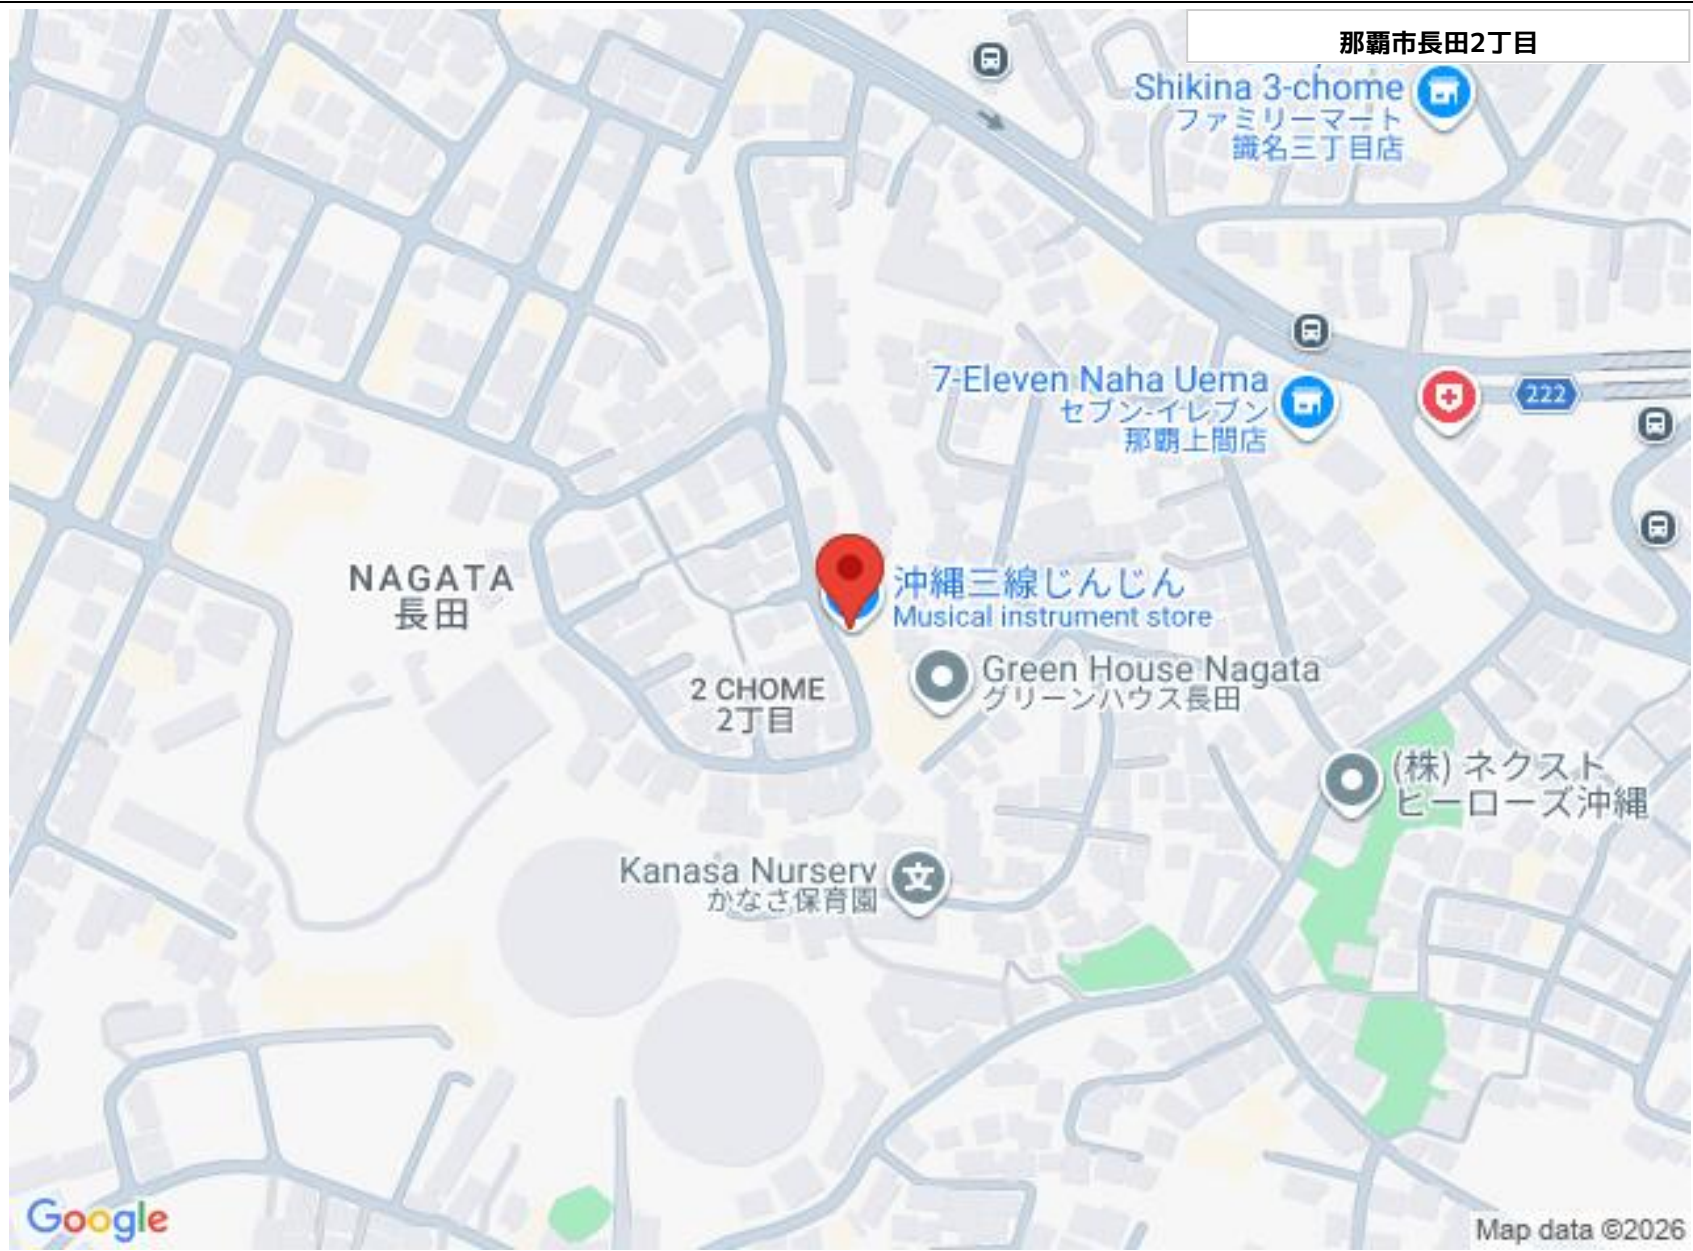 那覇市長田2丁目
Shikina 3-chome
ファミリーマート
識名三丁目店
7-Eleven Naha Uema
セブン-イレブン
那覇上間店
222
NAGATA
長田
沖縄三線じんじん
Musical instrument store
Green House Nagata
グリーンハウス長田
2 CHOME
2丁目
(株) ネクスト
ヒーローズ沖縄
Kanasa Nurserv
かなさ保育園
文
Google
Map data ©2026